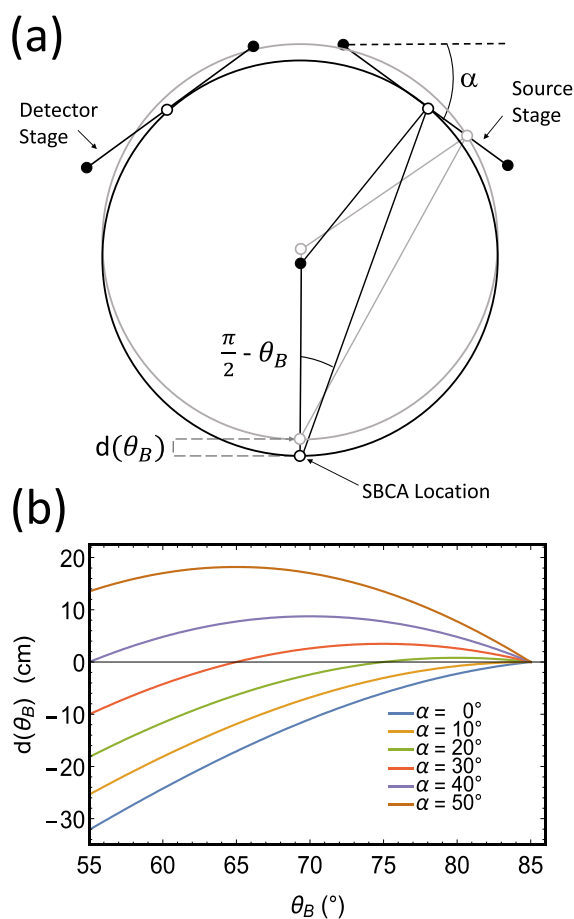 (a)
Detector
Stage
α
Source
Stage
π/2 - θ_B
d(θ_B)
SBCA Location
(b)
d(θ_B) (cm)
20
10
0
−10
−20
−30
α = 0°
α = 10°
α = 20°
α = 30°
α = 40°
α = 50°
55 60 65 70 75 80 85
θ_B (°)